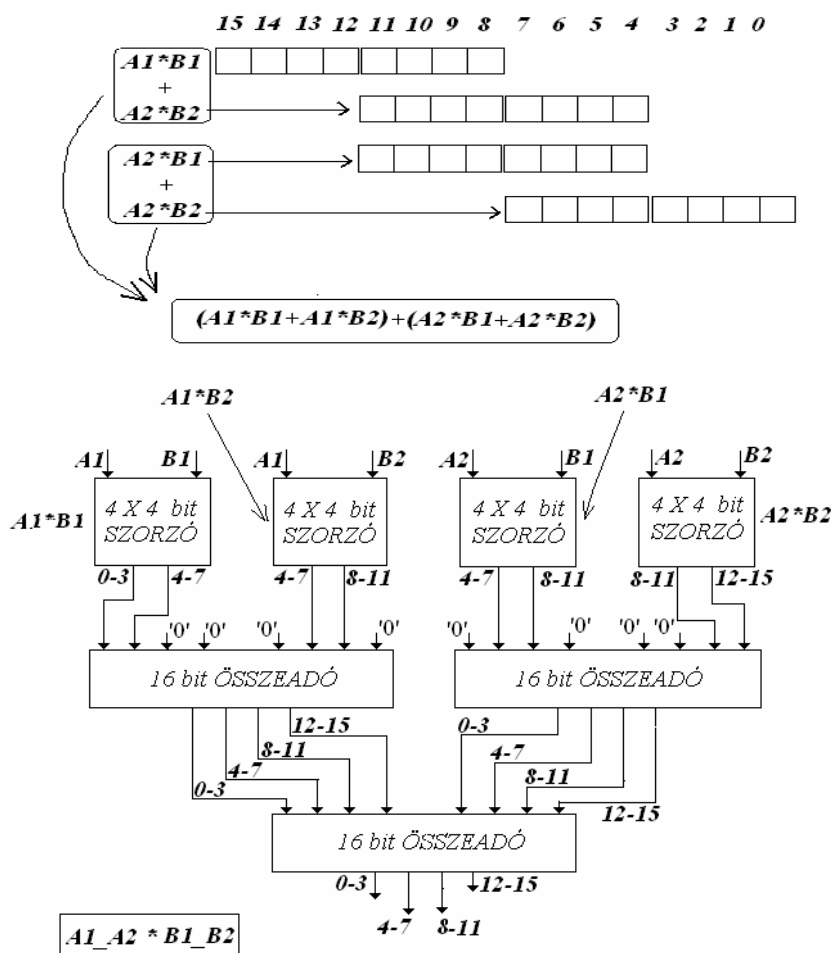 15 14 13 12 11 10 9 8 7 6 5 4 3 2 1 0
A1*B1
+
A2*B2
A2*B1
+
A2*B2
(A1*B1+A1*B2)+(A2*B1+A2*B2)
A1*B2
A2*B1
A1 B1 A1 B2 A2 B1 A2 B2
A1*B1
4 X 4 bit
SZORZÓ
4 X 4 bit
SZORZÓ
4 X 4 bit
SZORZÓ
4 X 4 bit
SZORZÓ
A2*B2
0-3 4-7 4-7 8-11 4-7 8-11 8-11 12-15
'0' '0' '0' '0' '0' '0' '0' '0'
16 bit ÖSSZEADÓ
16 bit ÖSSZEADÓ
12-15
8-11
4-7
0-3
0-3
4-7
8-11
12-15
16 bit ÖSSZEADÓ
0-3 12-15
4-7 8-11
A1_A2 * B1_B2